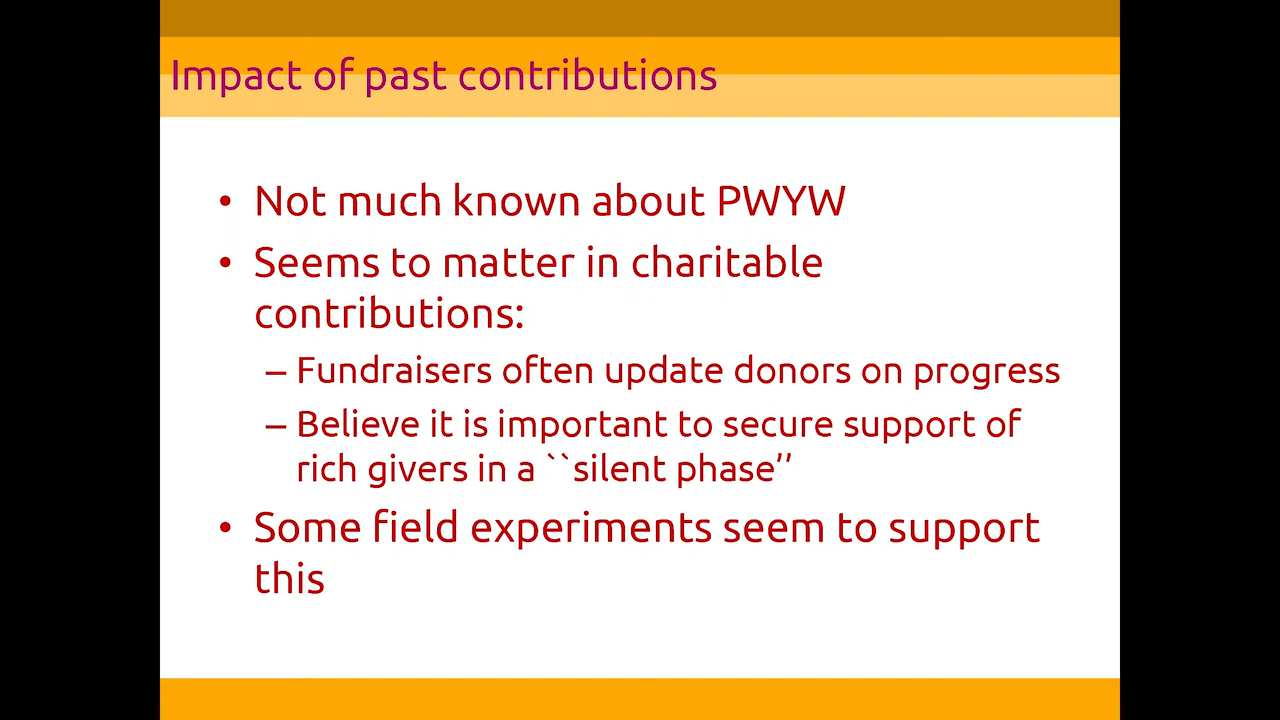 Impact of past contributions
• Not much known about PWYW
• Seems to matter in charitable
contributions:
– Fundraisers often update donors on progress
– Believe it is important to secure support of
rich givers in a ``silent phase’’
• Some field experiments seem to support
this